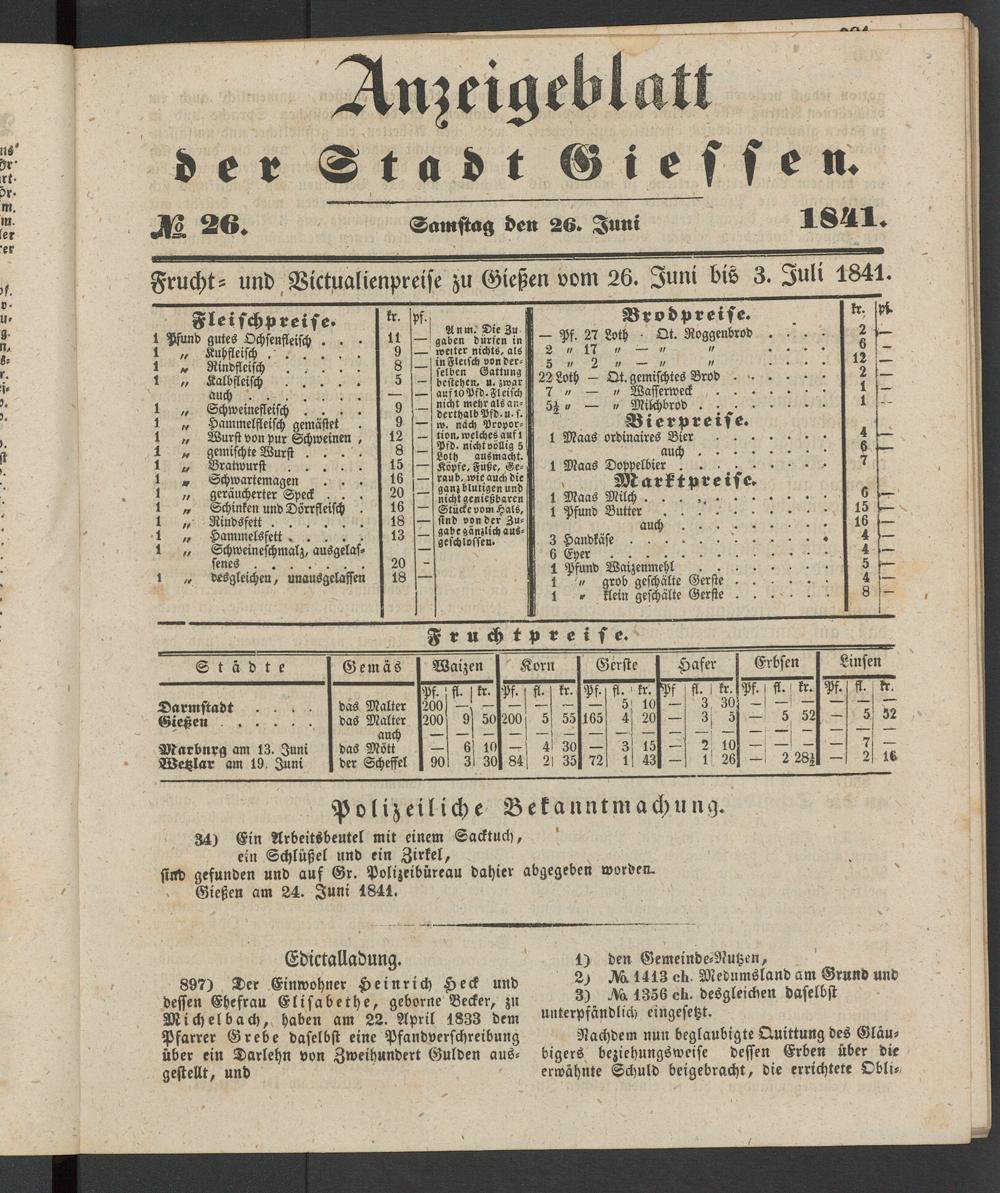 Anzeigeblatt
der Stadt Giessen.
№ 26. Samstag den 26. Juni 1841.
Frucht- und Victualienpreise zu Gießen vom 26. Juni bis 3. Juli 1841.
Fleischpreise. kr. pf.
1 Pfund gutes Ochsenfleisch . . . 11 —
1 „ Kuhfleisch . . . . . 9 —
1 „ Rindfleisch . . . . . 8 —
1 „ Kalbfleisch . . . . . 5 —
auch . . . . . — —
1 „ Schweinefleisch . . . . 9 —
1 „ Hammelfleisch gemästet . 9 —
1 „ Wurst von pur Schweinen , 12 —
1 „ gemischte Wurst . . . . 8 —
1 „ Bratwurst . . . . . 15 —
1 „ Schwartemagen . . . 16 —
1 „ geräucherter Speck . . . 20 —
1 „ Schinken und Dörrfleisch . 16 —
1 „ Rindsfett . . . . . 18 —
1 „ Hammelsfett . . . . . 13 —
1 „ Schweineschmalz, ausgelas-
senes . . . . . . 20 -
1 „ desgleichen, unausgelassen 18 —
Anm. Die Zu-
gaben dürfen in
weiter nichts, als
in Fleisch von der-
selben Gattung
bestehen, u. zwar
auf 10 Pfd. Fleisch
nicht mehr als an-
derthalb Pfd. u. s.
w. nach Propor-
tion, welches auf 1
Pfd. nicht völlig 5
Loth ausmacht.
Köpfe, Füße, Ge-
raub, wie auch die
ganz blutigen und
nicht genießbaren
Stücke vom Hals,
sind von der Zu-
gabe gänzlich aus-
geschlossen.
Brodpreise. kr. pf.
— Pf. 27 Loth - Qt. Roggenbrod . . . . 2 —
2 „ 17 „ — „ „ . . . . 6 —
5 „ 2 „ — „ „ . . . . 12 —
22 Loth — Qt. gemischtes Brod . . . . . 2 —
7 „ — „ Wasserweck . . . . . 1 —
5½ „ — „ Milchbrod . . . . . . 1 —
Bierpreise.
1 Maas ordinaires Bier . . . . . . 4 —
auch . . . . . . 6 —
1 Maas Doppelbier . . . . . . . 7 —
Marktpreise.
1 Maas Milch . . . . . . . . 6 —
1 Pfund Butter . . . . . . . 15 —
auch . . . . . . 16 —
3 Handkäse . . . . . . . . 4 —
6 Eyer . . . . . . . . . 4 —
1 Pfund Waizenmehl . . . . . . 5 —
1 „ grob geschälte Gerste . . . . . 4 —
1 „ klein geschälte Gerste . . . . . 8 —
Fruchtpreise.
Städte Gemäs Waizen Korn Gerste Hafer Erbsen Linsen
Pf. fl. kr. Pf. fl. kr. Pf. fl. kr. Pf fl. kr. Pf. fl. kr. Pf. fl. kr.
Darmstadt . . . . das Malter 200 — — — — — — 5 10 — 3 30 — — — — — —
Gießen . . . . . das Malter 200 9 50 200 5 55 165 4 20 — 3 5 — 5 52 — 5 52
auch — — — — — — — — — — — — — — — — — —
Marburg am 13. Juni das Mött — 6 10 — 4 30 — 3 15 — 2 10 — — — — 7 —
Wetzlar am 19. Juni der Scheffel 90 3 30 84 2 35 72 1 43 — 1 26 — 2 28½ — 2 16
Polizeiliche Bekanntmachung.
34) Ein Arbeitsbeutel mit einem Sacktuch,
ein Schlüßel und ein Zirkel,
sind gefunden und auf Gr. Polizeibüreau dahier abgegeben worden.
Gießen am 24. Juni 1841.
Edictalladung.
897) Der Einwohner Heinrich Heck und
dessen Ehefrau Elisabethe, geborne Becker, zu
Michelbach, haben am 22. April 1833 dem
Pfarrer Grebe daselbst eine Pfandverschreibung
über ein Darlehn von Zweihundert Gulden aus-
gestellt, und
1) den Gemeinde-Nutzen,
2) № 1413 ch. Medumsland am Grund und
3) № 1356 ch. desgleichen daselbst
unterpfändlich eingesetzt.
Nachdem nun beglaubigte Quittung des Gläu-
bigers beziehungsweise dessen Erben über die
erwähnte Schuld beigebracht, die errichtete Obli-